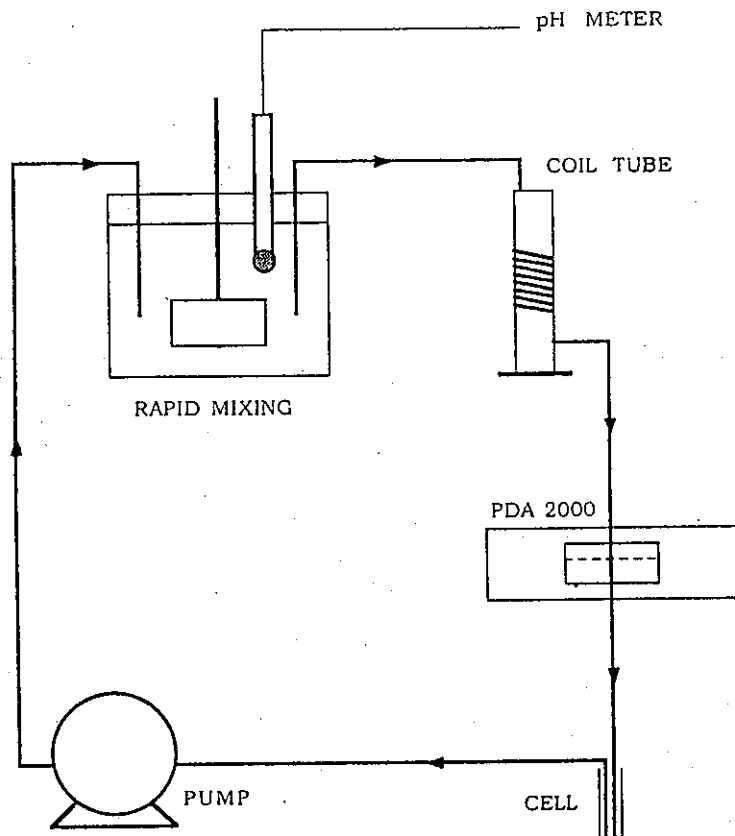 pH METER
COIL TUBE
RAPID MIXING
PDA 2000
PUMP
CELL